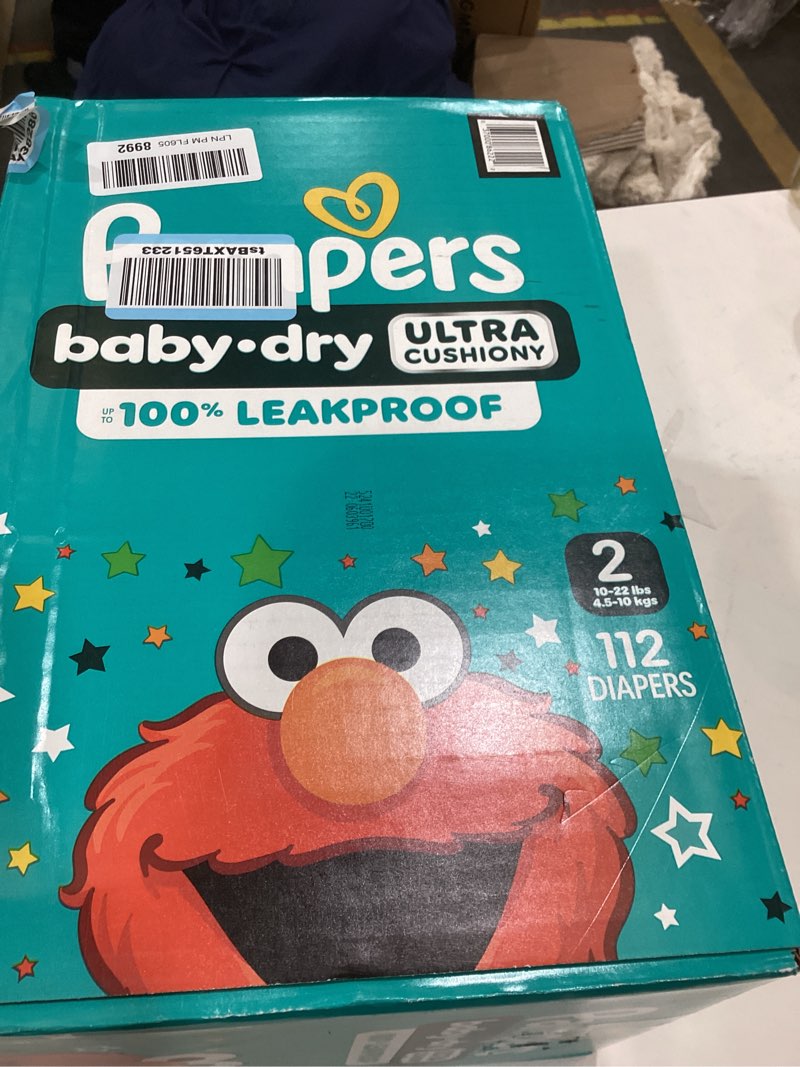 LPN PM FL605 8992
tsBAXT651233
Pampers
baby•dry
ULTRA
CUSHIONY
UP TO 100% LEAKPROOF
2
10-22 lbs
4.5-10 kgs
112
DIAPERS